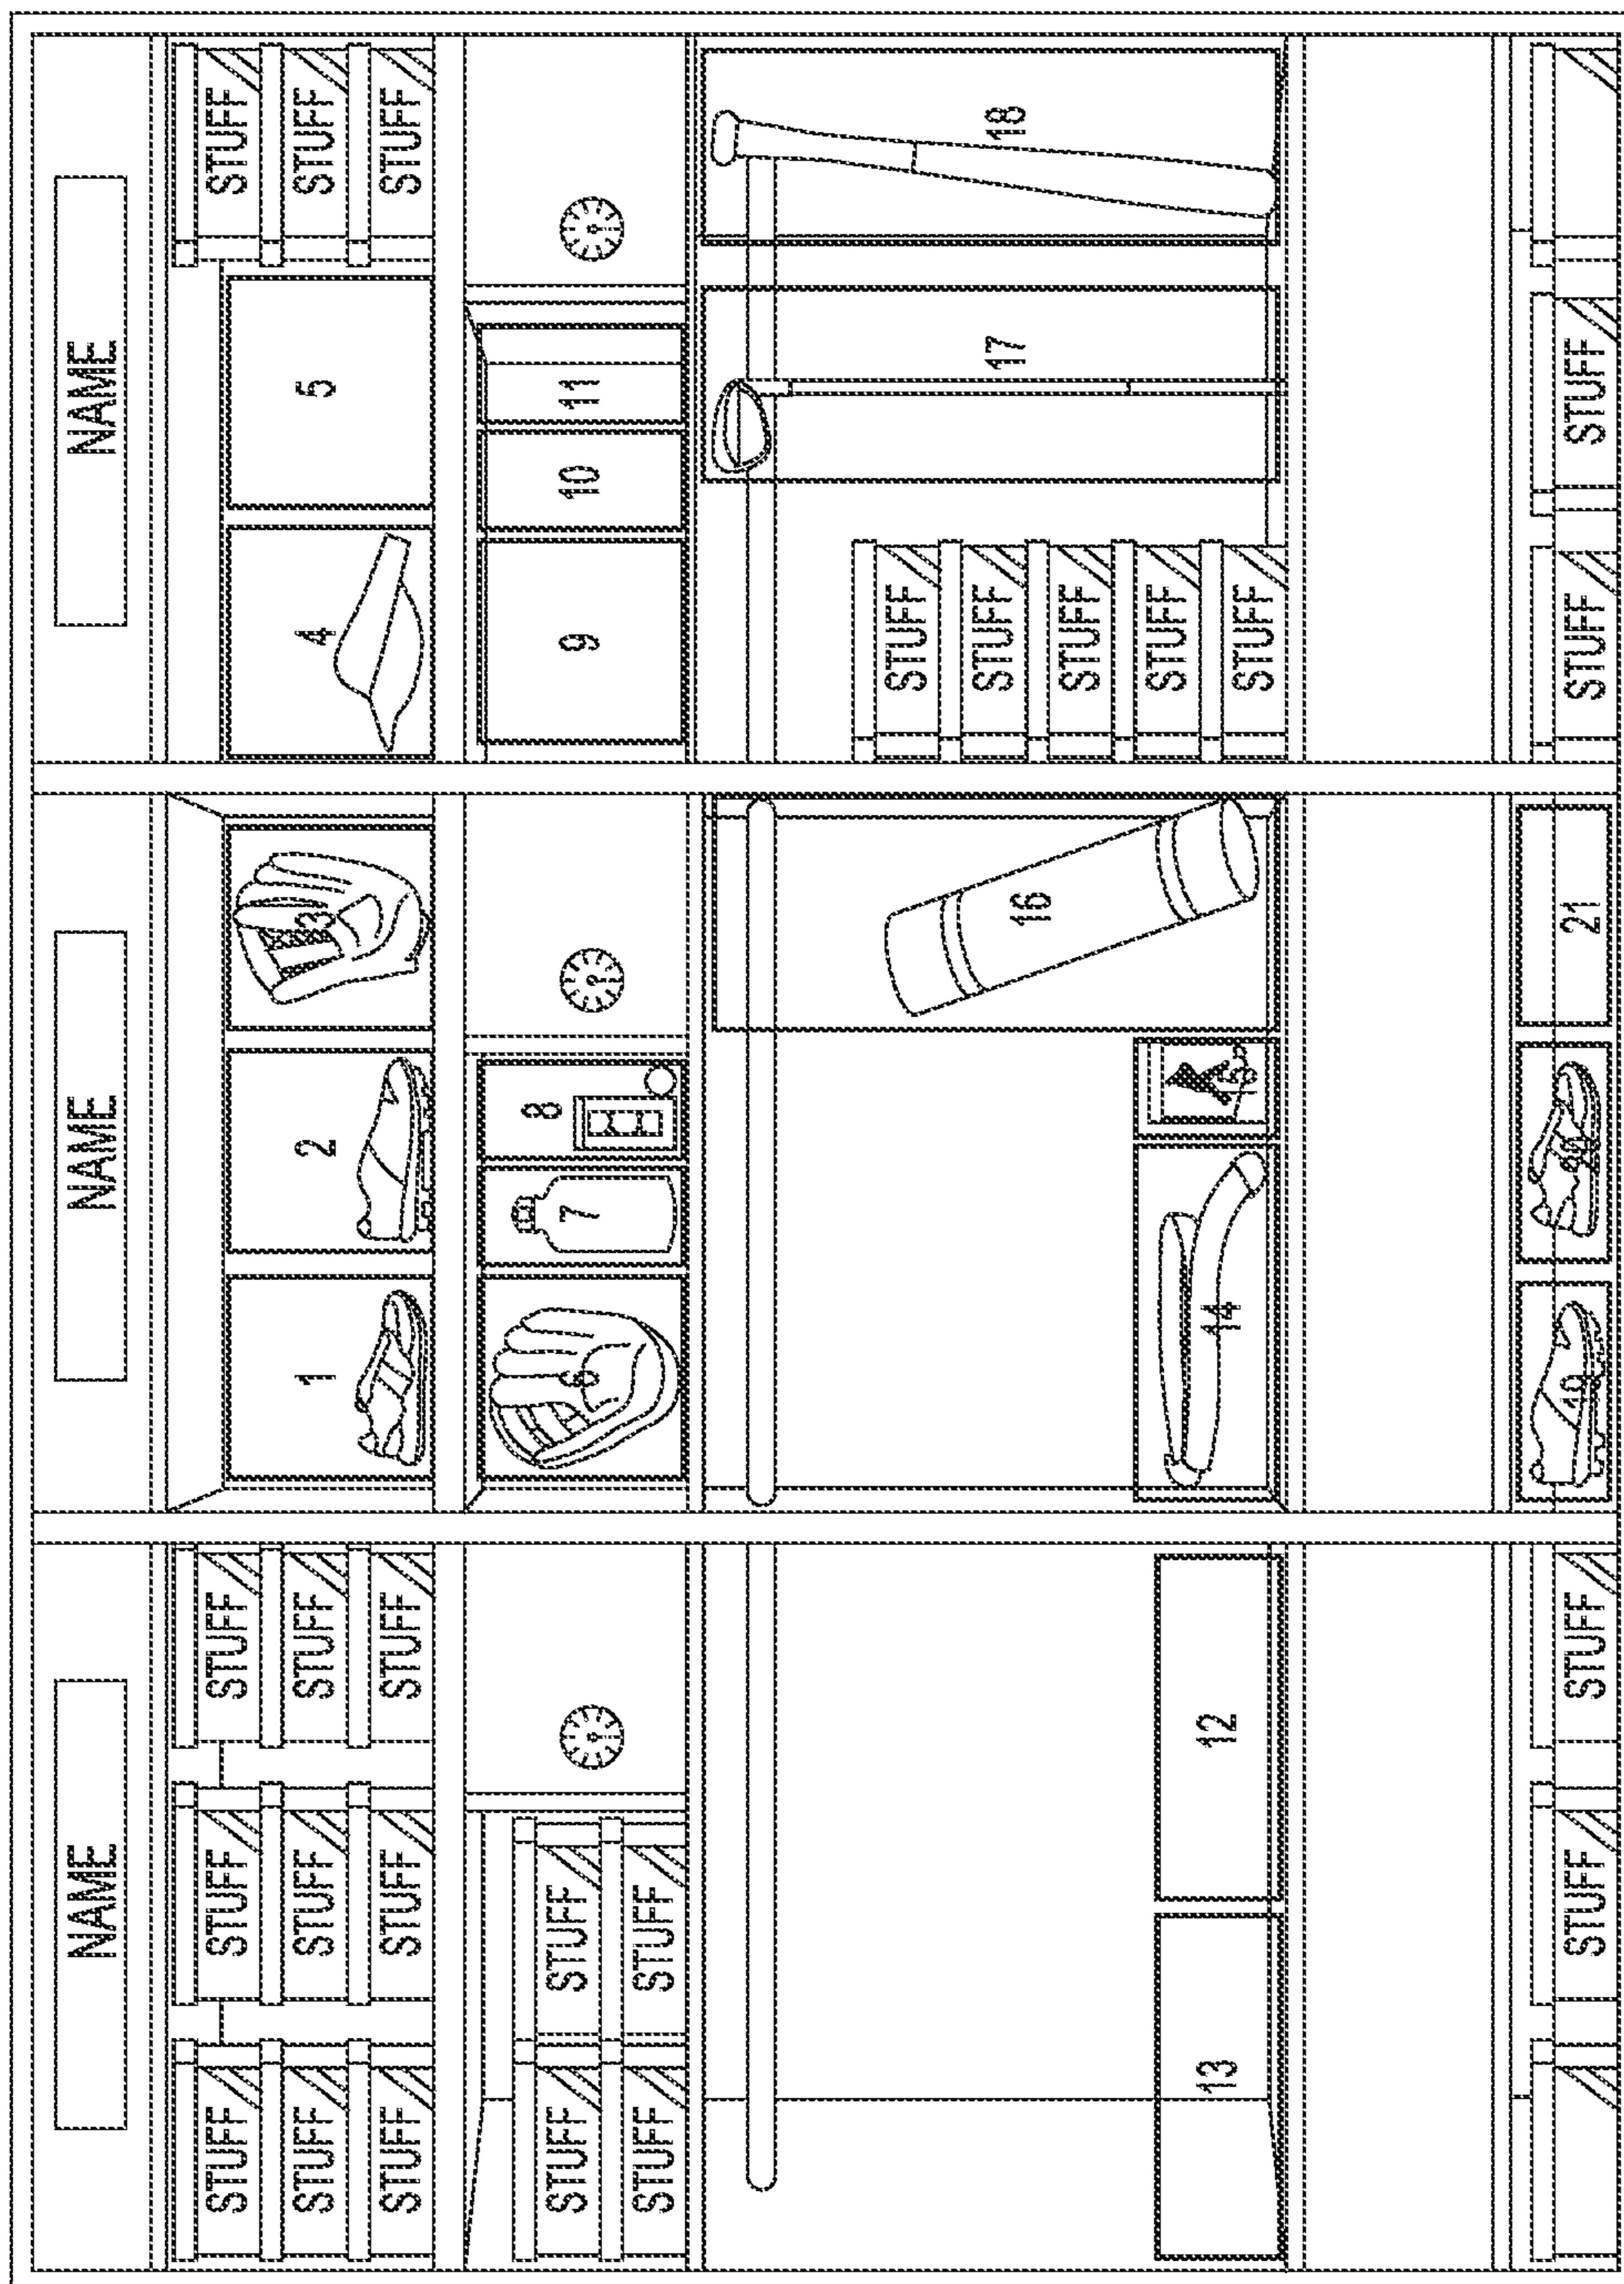 NAME NAME NAME
STUFF STUFF STUFF STUFF
STUFF STUFF STUFF 1 2 3 4 5 STUFF
STUFF STUFF STUFF STUFF
8
STUFF STUFF 6 7 9 10 11
STUFF STUFF
STUFF
STUFF 16 17 18
STUFF
STUFF
13 12 14 15
STUFF
STUFF STUFF 19 20 21 STUFF STUFF